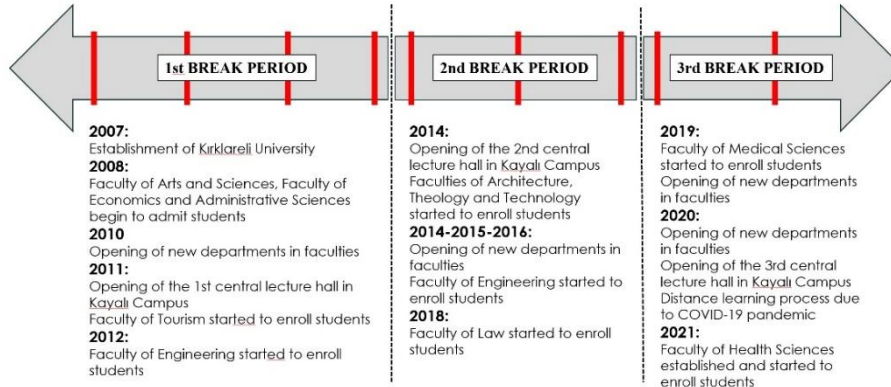 1st BREAK PERIOD
2nd BREAK PERIOD
3rd BREAK PERIOD
2007:
Establishment of Kırklareli University
2008:
Faculty of Arts and Sciences, Faculty of
Economics and Administrative Sciences
begin to admit students
2010
Opening of new departments in faculties
2011:
Opening of the 1st central lecture hall in
Kayalı Campus
Faculty of Tourism started to enroll students
2012:
Faculty of Engineering started to enroll
students
2014:
Opening of the 2nd central
lecture hall in Kayalı Campus
Faculties of Architecture,
Theology and Technology
started to enroll students
2014-2015-2016:
Opening of new departments in
faculties
Faculty of Engineering started to
enroll students
2018:
Faculty of Law started to enroll
students
2019:
Faculty of Medical Sciences
started to enroll students
Opening of new departments
in faculties
2020:
Opening of new departments
in faculties
Opening of the 3rd central
lecture hall in Kayalı Campus
Distance learning process due
to COVID-19 pandemic
2021:
Faculty of Health Sciences
established and started to
enroll students